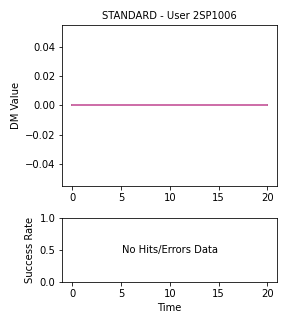 STANDARD - User 2SP1006
DM Value
0.04
0.02
0.00
−0.02
−0.04
0 5 10 15 20
Success Rate
1.0
0.5
0.0
No Hits/Errors Data
0 5 10 15 20
Time